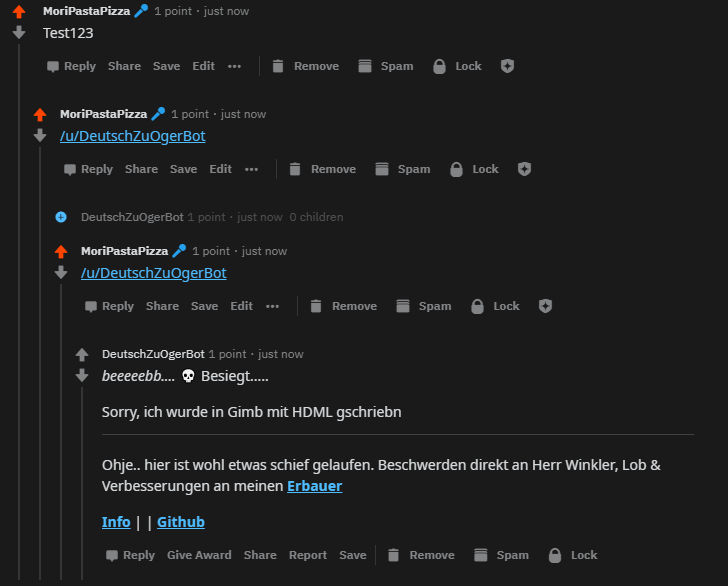 MoriPastaPizza 1 point · just now
Test123
Reply Share Save Edit ••• Remove Spam Lock
MoriPastaPizza 1 point · just now
/u/DeutschZuOgerBot
Reply Share Save Edit ••• Remove Spam Lock
DeutschZuOgerBot 1 point · just now 0 children
MoriPastaPizza 1 point · just now
/u/DeutschZuOgerBot
Reply Share Save Edit ••• Remove Spam Lock
DeutschZuOgerBot 1 point · just now
beeeeebb.... 💀 Besiegt.....
Sorry, ich wurde in Gimb mit HDML gschriebn
Ohje.. hier ist wohl etwas schief gelaufen. Beschwerden direkt an Herr Winkler, Lob &
Verbesserungen an meinen Erbauer
Info | | Github
Reply Give Award Share Report Save Remove Spam Lock